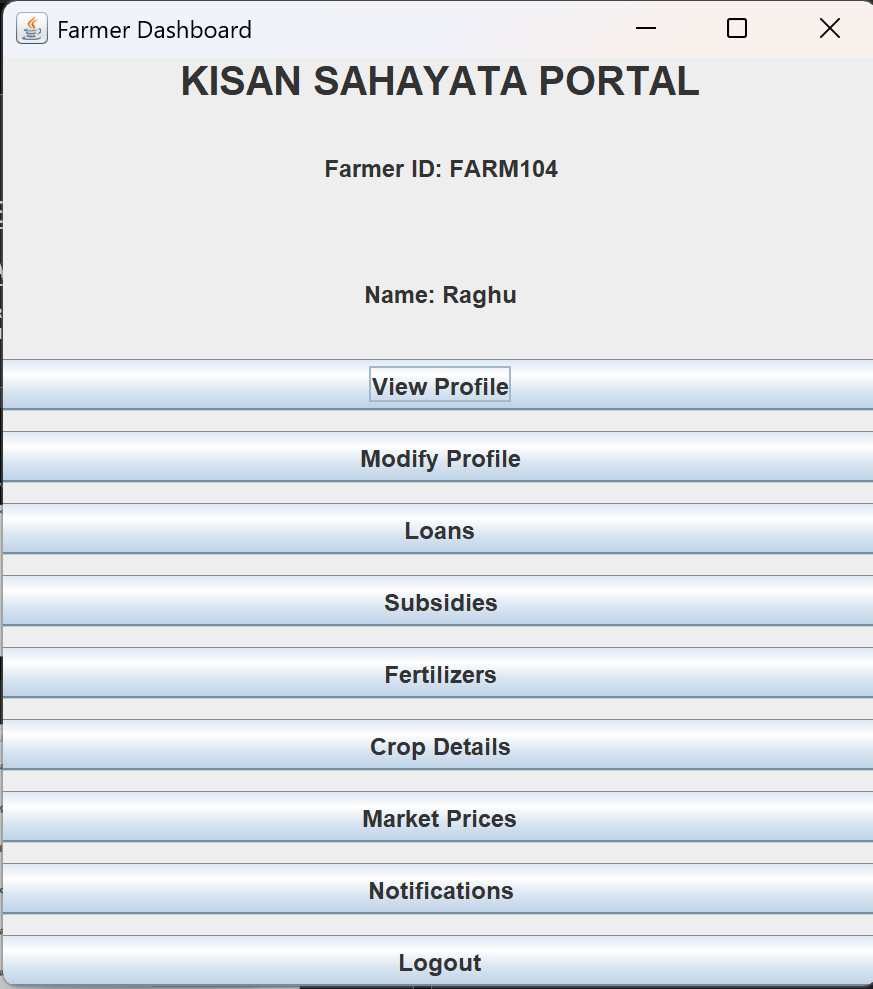 Farmer Dashboard
KISAN SAHAYATA PORTAL
Farmer ID: FARM104
Name: Raghu
View Profile
Modify Profile
Loans
Subsidies
Fertilizers
Crop Details
Market Prices
Notifications
Logout